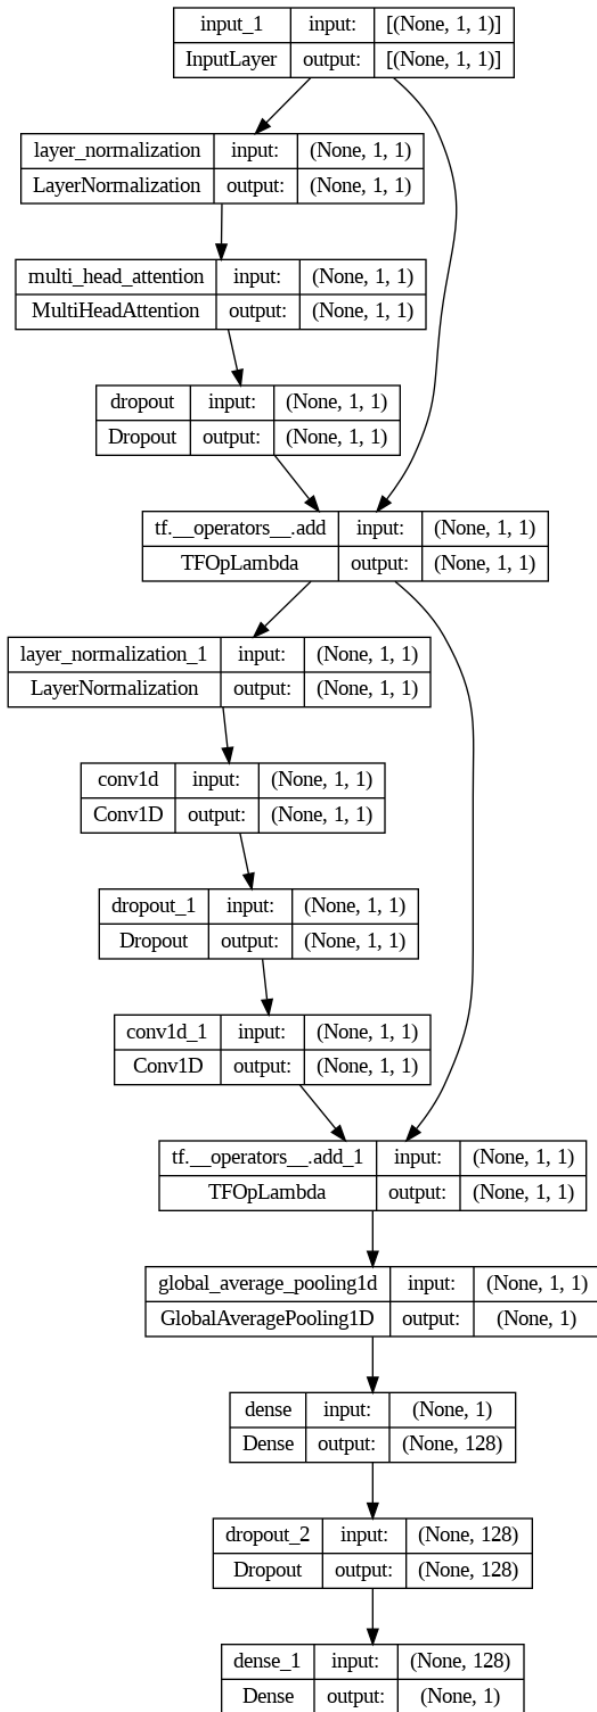 input_1 input: [(None, 1, 1)]
InputLayer output: [(None, 1, 1)]
layer_normalization input: (None, 1, 1)
LayerNormalization output: (None, 1, 1)
multi_head_attention input: (None, 1, 1)
MultiHeadAttention output: (None, 1, 1)
dropout input: (None, 1, 1)
Dropout output: (None, 1, 1)
tf.__operators__.add input: (None, 1, 1)
TFOpLambda output: (None, 1, 1)
layer_normalization_1 input: (None, 1, 1)
LayerNormalization output: (None, 1, 1)
conv1d input: (None, 1, 1)
Conv1D output: (None, 1, 1)
dropout_1 input: (None, 1, 1)
Dropout output: (None, 1, 1)
conv1d_1 input: (None, 1, 1)
Conv1D output: (None, 1, 1)
tf.__operators__.add_1 input: (None, 1, 1)
TFOpLambda output: (None, 1, 1)
global_average_pooling1d input: (None, 1, 1)
GlobalAveragePooling1D output: (None, 1)
dense input: (None, 1)
Dense output: (None, 128)
dropout_2 input: (None, 128)
Dropout output: (None, 128)
dense_1 input: (None, 128)
Dense output: (None, 1)